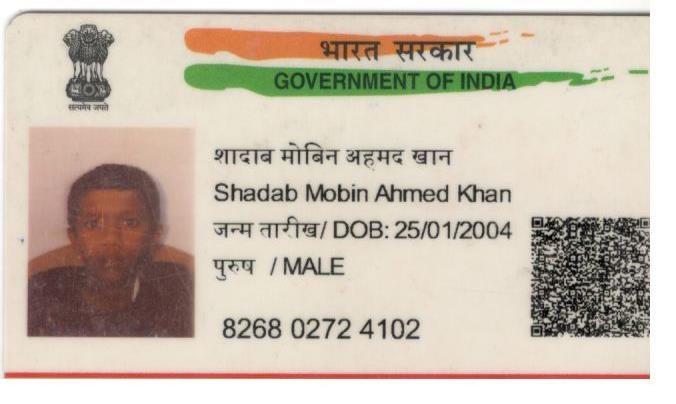 सत्यमेव जयते
भारत सरकार
GOVERNMENT OF INDIA
शादाब मोबिन अहमद खान
Shadab Mobin Ahmed Khan
जन्म तारीख/ DOB: 25/01/2004
पुरुष / MALE
8268 0272 4102